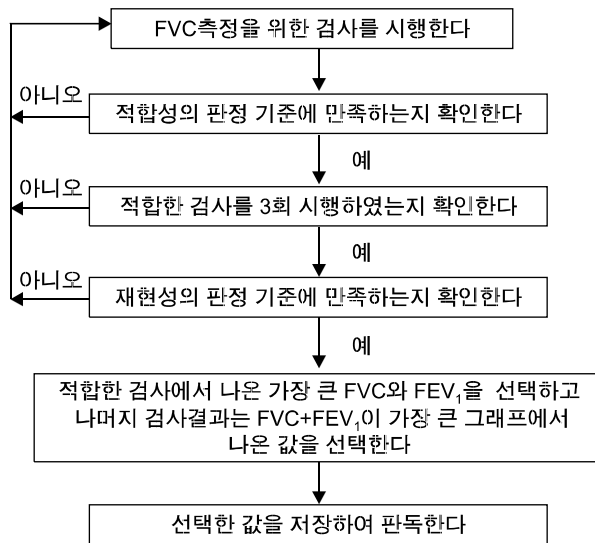 FVC측정을 위한 검사를 시행한다
아니오
적합성의 판정 기준에 만족하는지 확인한다
예
아니오
적합한 검사를 3회 시행하였는지 확인한다
예
아니오
재현성의 판정 기준에 만족하는지 확인한다
예
적합한 검사에서 나온 가장 큰 FVC와 FEV₁을 선택하고
나머지 검사결과는 FVC+FEV₁이 가장 큰 그래프에서
나온 값을 선택한다
선택한 값을 저장하여 판독한다